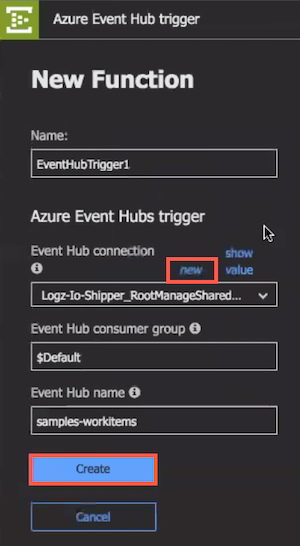 Azure Event Hub trigger
New Function
Name:
EventHubTrigger1
Azure Event Hubs trigger
Event Hub connection
new
show value
Logz-Io-Shipper_RootManageShared...
Event Hub consumer group
$Default
Event Hub name
samples-workitems
Create
Cancel